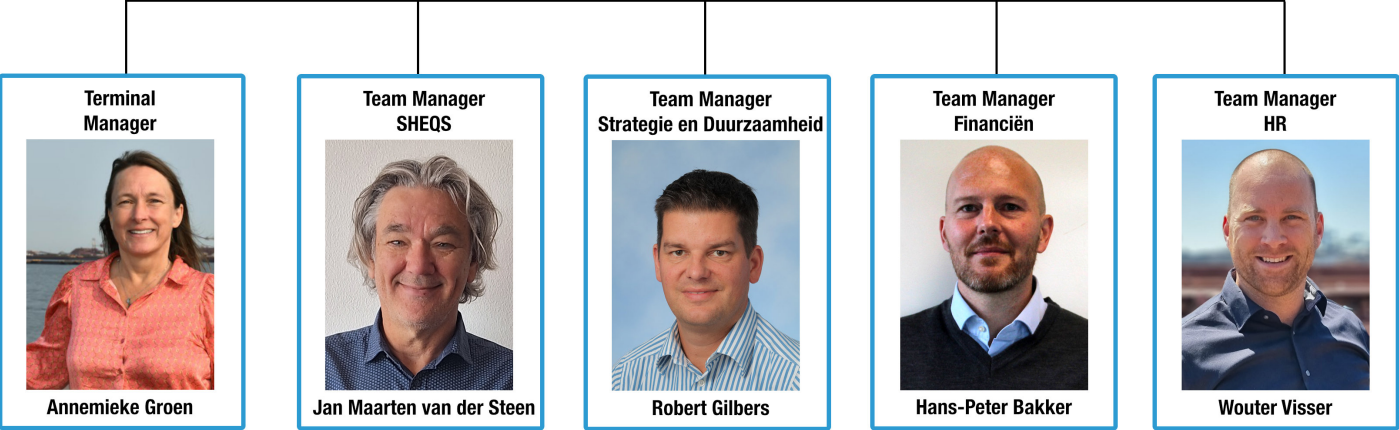 Terminal
Manager
Annemieke Groen
Team Manager
SHEQS
Jan Maarten van der Steen
Team Manager
Strategie en Duurzaamheid
Robert Gilbers
Team Manager
Financiën
Hans-Peter Bakker
Team Manager
HR
Wouter Visser